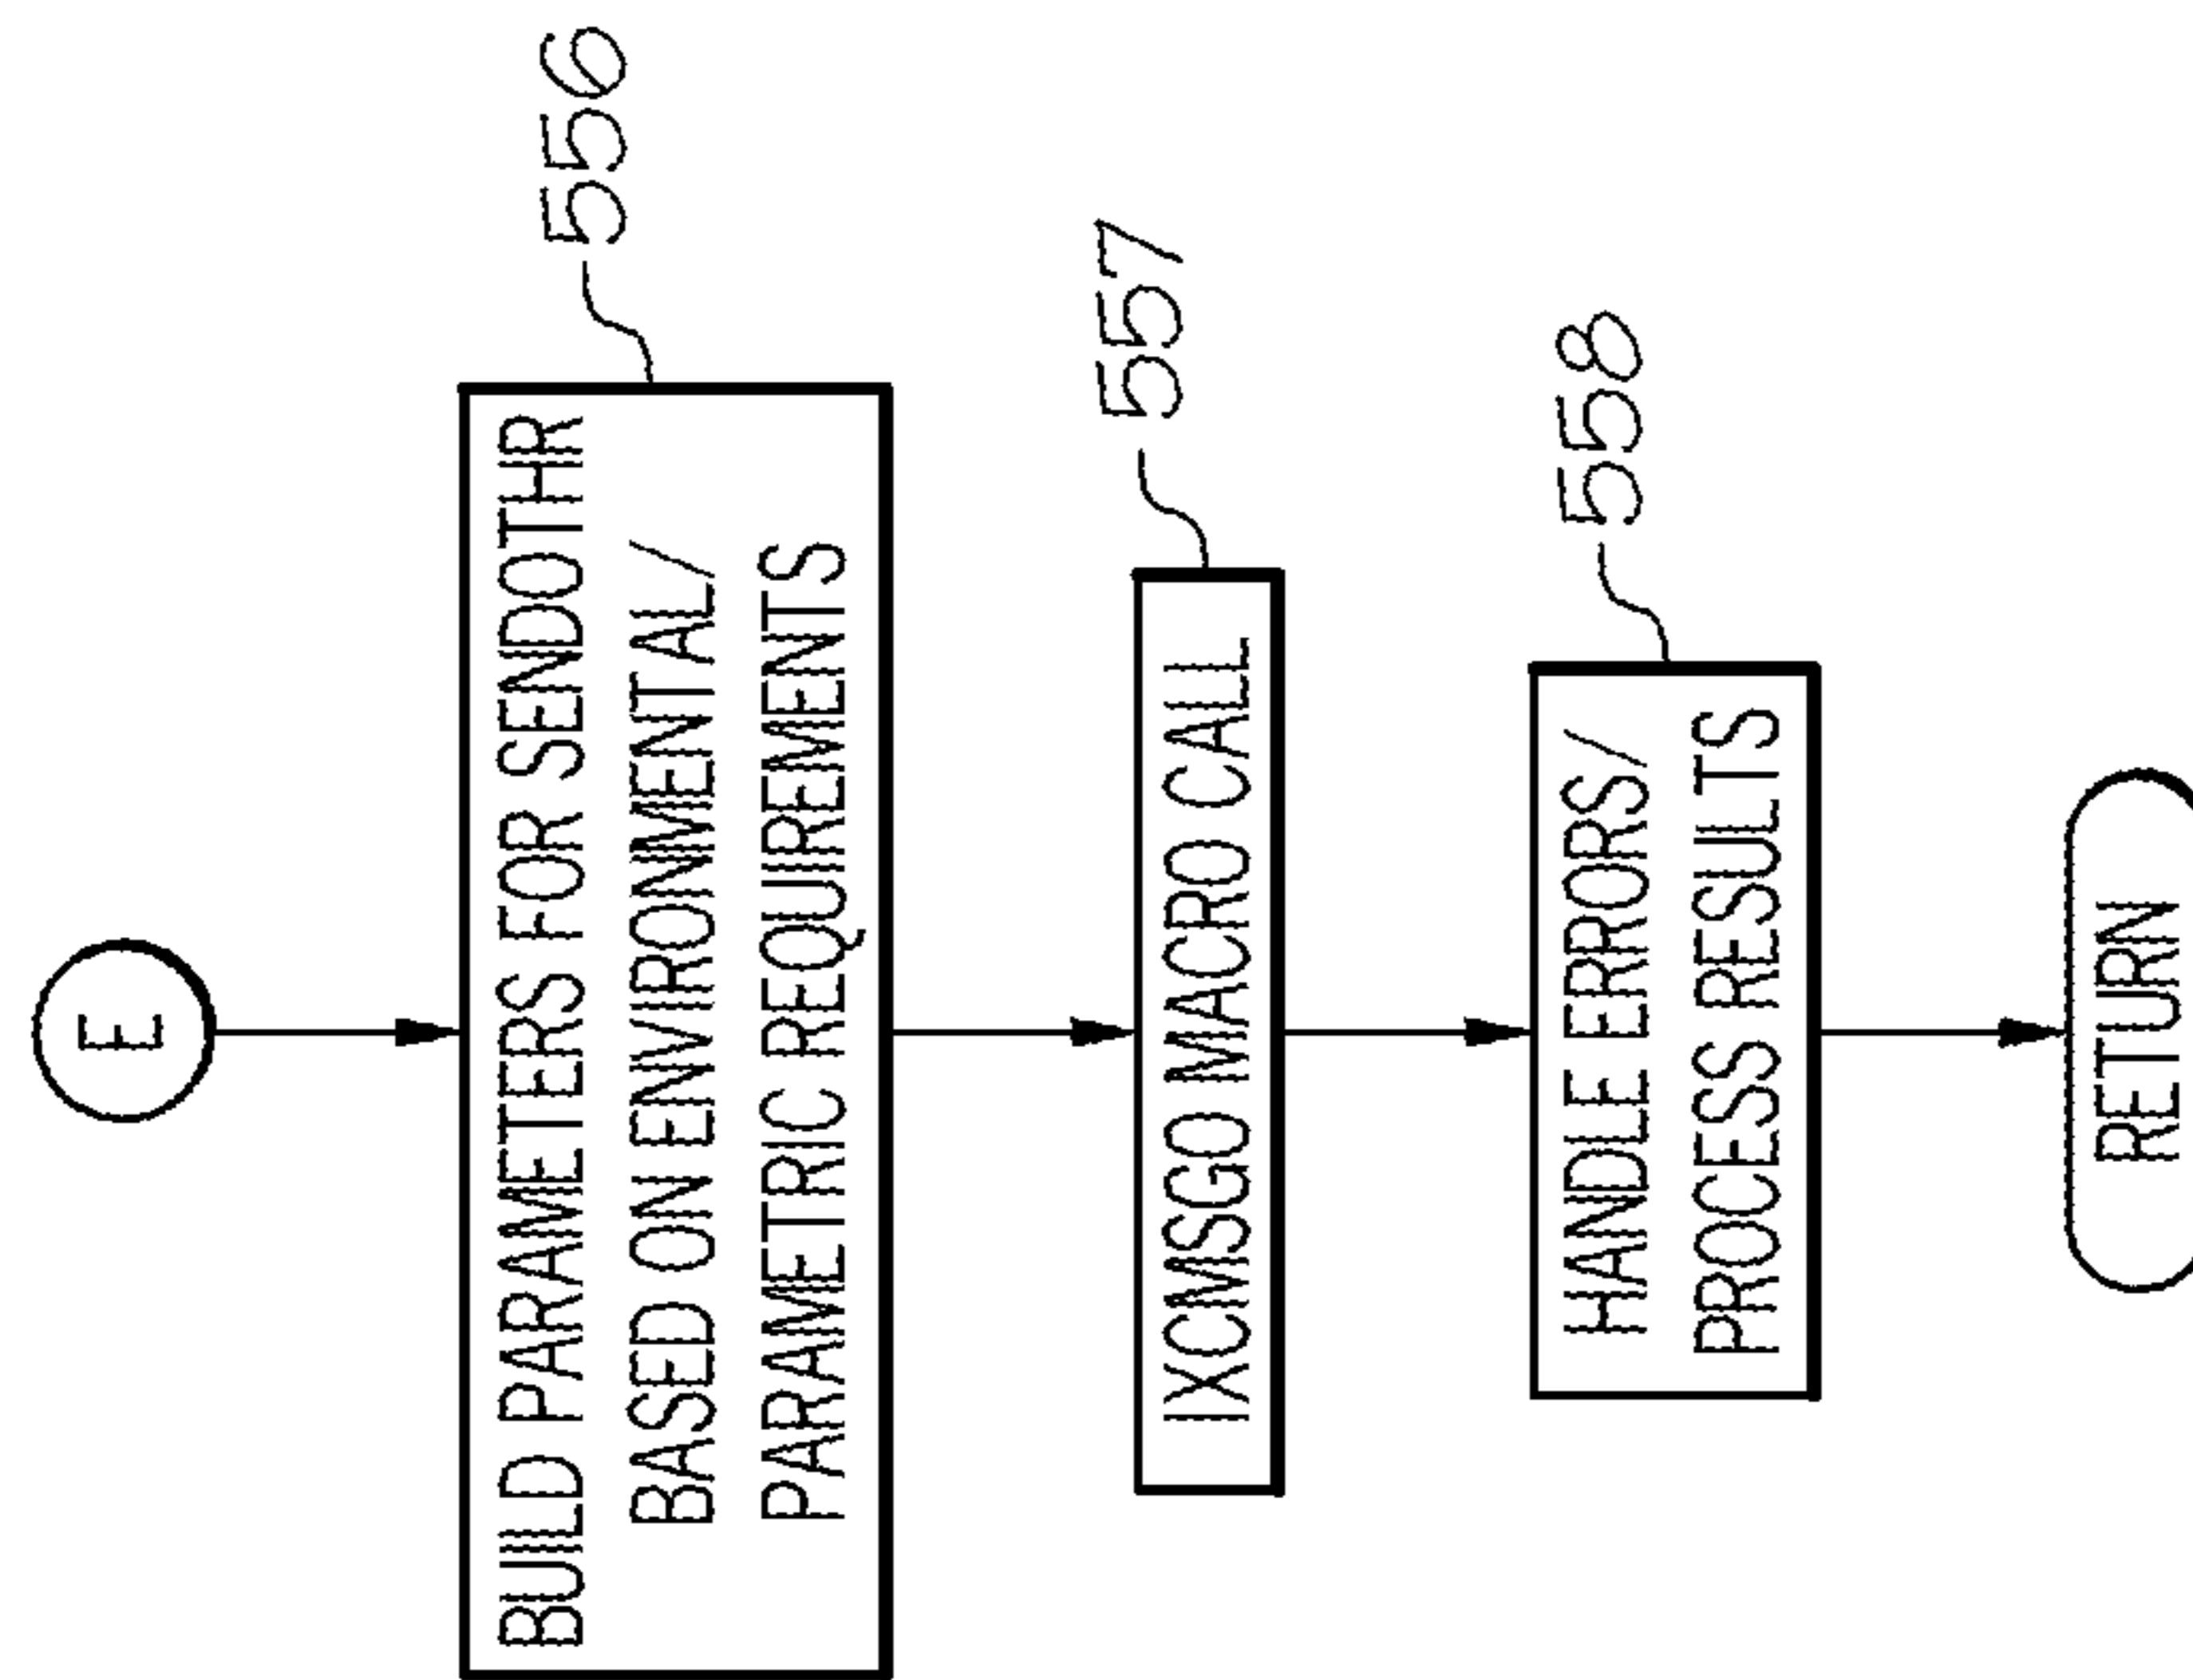 E
556
BUILD PARAMETERS FOR SENDOTHR
BASED ON ENVIRONMENTAL/
PARAMETRIC REQUIREMENTS
557
IXCMSGO MACRO CALL
558
HANDLE ERRORS/
PROCESS RESULTS
RETURN